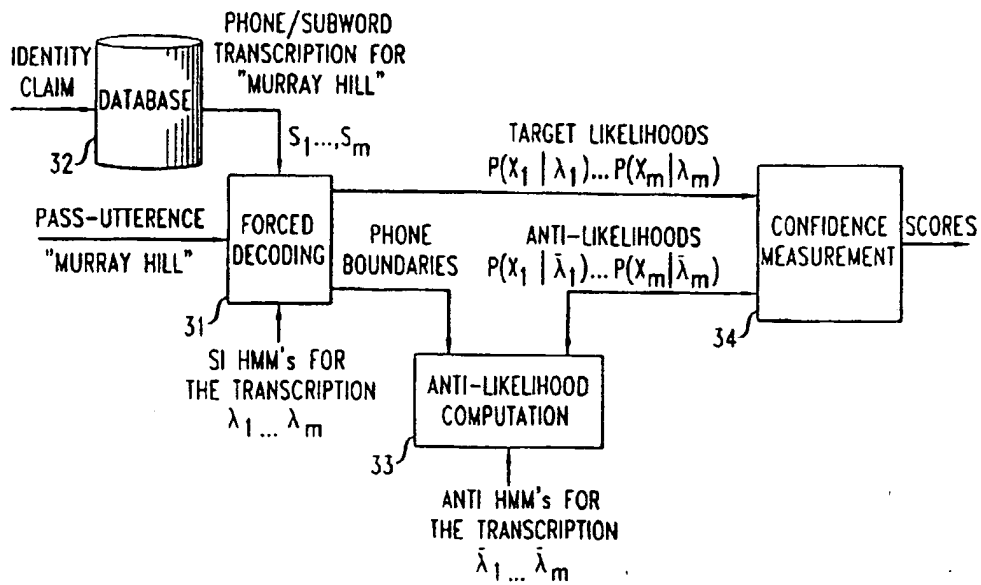 PHONE/SUBWORD
TRANSCRIPTION FOR
"MURRAY HILL"
IDENTITY
CLAIM
DATABASE
32
S₁...,Sₘ
TARGET LIKELIHOODS
P(X₁ | λ₁)... P(Xₘ | λₘ)
PASS-UTTERENCE
"MURRAY HILL"
FORCED
DECODING
31
PHONE
BOUNDARIES
ANTI-LIKELIHOODS
P(X₁ | λ̄₁)... P(Xₘ | λ̄ₘ)
CONFIDENCE
MEASUREMENT
34
SCORES
SI HMM's FOR
THE TRANSCRIPTION
λ₁... λₘ
ANTI-LIKELIHOOD
COMPUTATION
33
ANTI HMM's FOR
THE TRANSCRIPTION
λ̄₁... λ̄ₘ